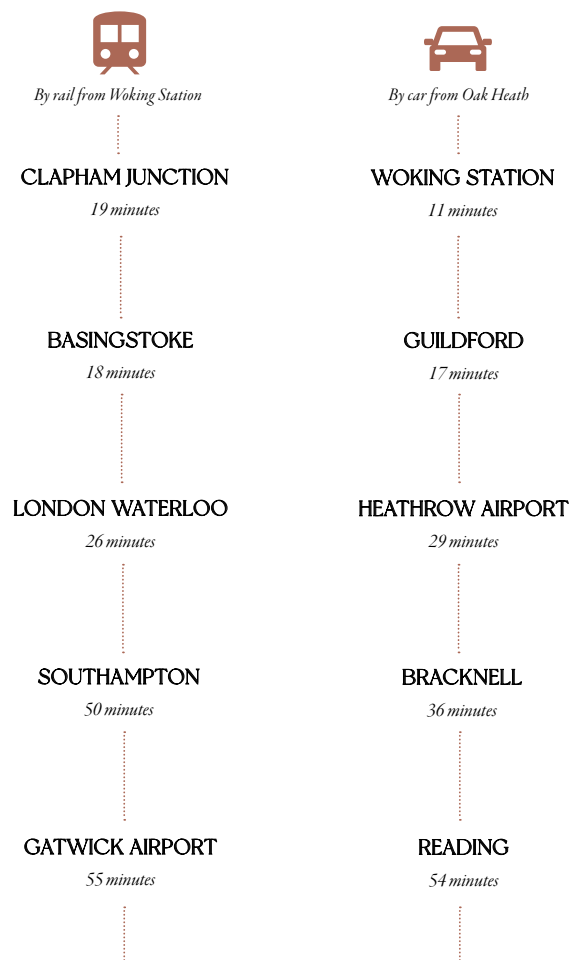 By rail from Woking Station
CLAPHAM JUNCTION
19 minutes
BASINGSTOKE
18 minutes
LONDON WATERLOO
26 minutes
SOUTHAMPTON
50 minutes
GATWICK AIRPORT
55 minutes
By car from Oak Heath
WOKING STATION
11 minutes
GUILDFORD
17 minutes
HEATHROW AIRPORT
29 minutes
BRACKNELL
36 minutes
READING
54 minutes